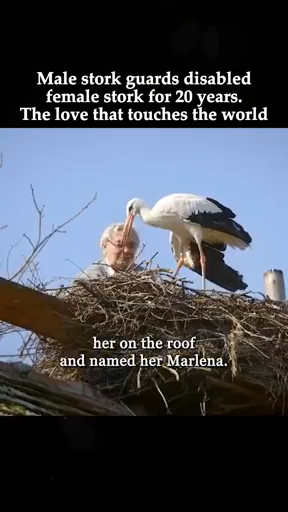 Male stork guards disabled
female stork for 20 years.
The love that touches the world
her on the roof
and named her Marlena.